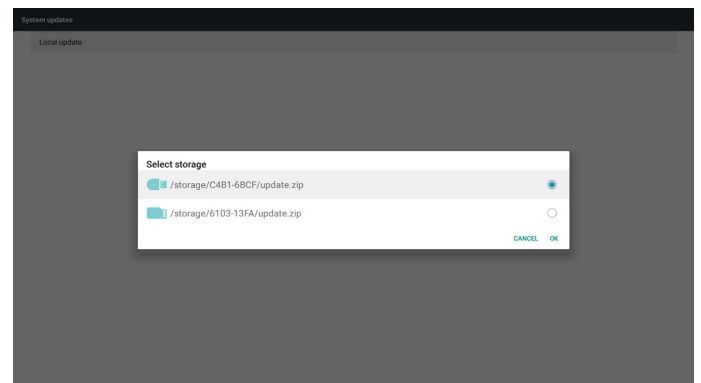 System updates
Local update
Select storage
/storage/C4B1-6BCF/update.zip
/storage/6103-13FA/update.zip
CANCEL OK